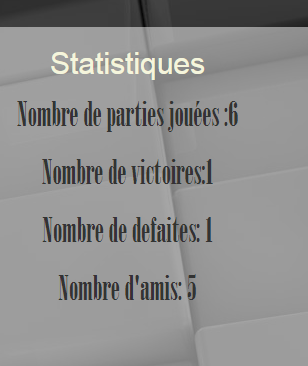 Statistiques
Nombre de parties jouées :6
Nombre de victoires:1
Nombre de defaites: 1
Nombre d'amis: 5